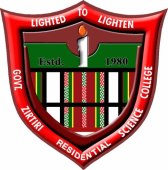 LIGHTED TO LIGHTEN
Estd. 1980
GOVT. ZIRTIRI RESIDENTIAL SCIENCE COLLEGE